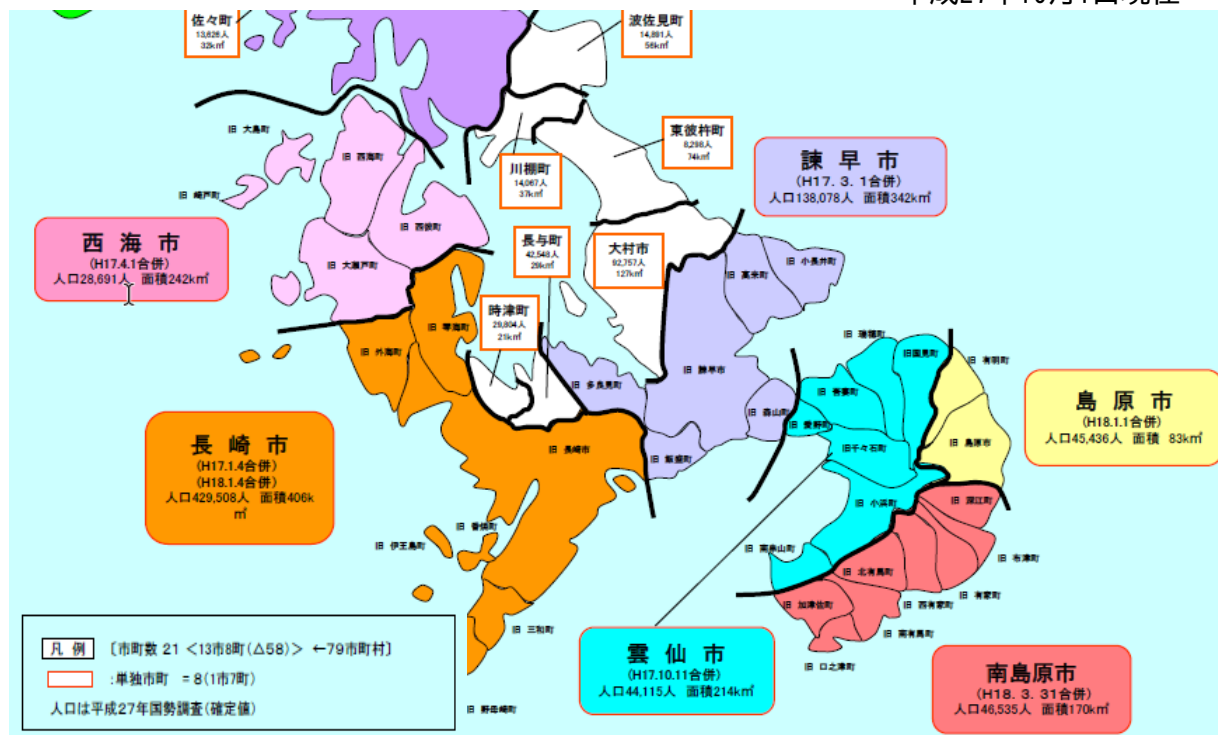 佐々町
13,626人
32k㎡
波佐見町
14,891人
56k㎡
旧 大島町
旧 西海町
東彼杵町
8,298人
74k㎡
諫早市
(H17. 3. 1合併)
人口138,078人 面積342k㎡
川棚町
14,067人
37k㎡
旧 崎戸町
旧 西彼町
西 海 市
(H17.4.1合併)
人口28,691人 面積242k㎡
長与町
42,548人
29k㎡
大村市
92,757人
127k㎡
旧 大瀬戸町
旧 高来町
旧 小長井町
時津町
29,804人
21k㎡
旧 琴海町
旧 外海町
旧 瑞穂町
旧国見町
旧 有明町
旧 多良見町
旧 諫早市
旧 吾妻町
旧 森山町
旧 愛野町
島 原 市
(H18.1.1合併)
人口45,436人 面積 83k㎡
長 崎 市
(H17.1.4合併)
(H18.1.4合併)
人口429,508人 面積406k
㎡
旧 長崎市
旧 飯盛町
旧千々石町
旧 島原市
旧 小浜町
旧 深江町
旧 香焼町
旧 伊王島町
旧 南串山町
旧 北有馬町
旧 布津町
旧 有家町
旧 加津佐町
旧 西有家町
旧 三和町
旧 南有馬町
旧 口之津町
凡 例 〔市町数 21 <13市8町(△58)> ←79市町村〕
:単独市町 = 8(1市7町)
人口は平成27年国勢調査(確定値)
旧 野母崎町
雲 仙 市
(H17.10.11合併)
人口44,115人 面積214k㎡
南島原市
(H18. 3. 31合併)
人口46,535人 面積170k㎡